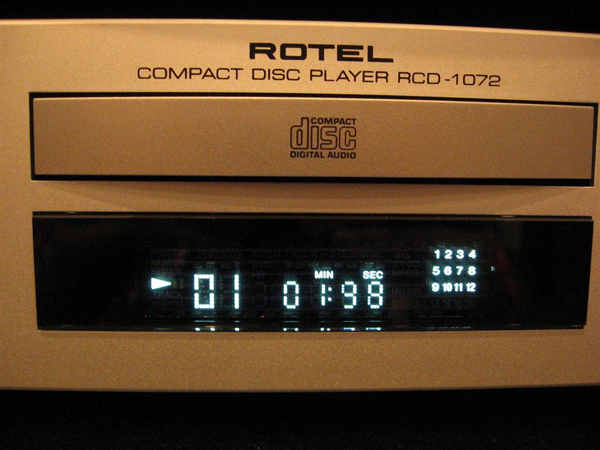 ROTEL
COMPACT DISC PLAYER RCD-1072
COMPACT
disc
DIGITAL AUDIO
MIN SEC
01 01:98
1 2 3 4
5 6 7 8
9 10 11 12